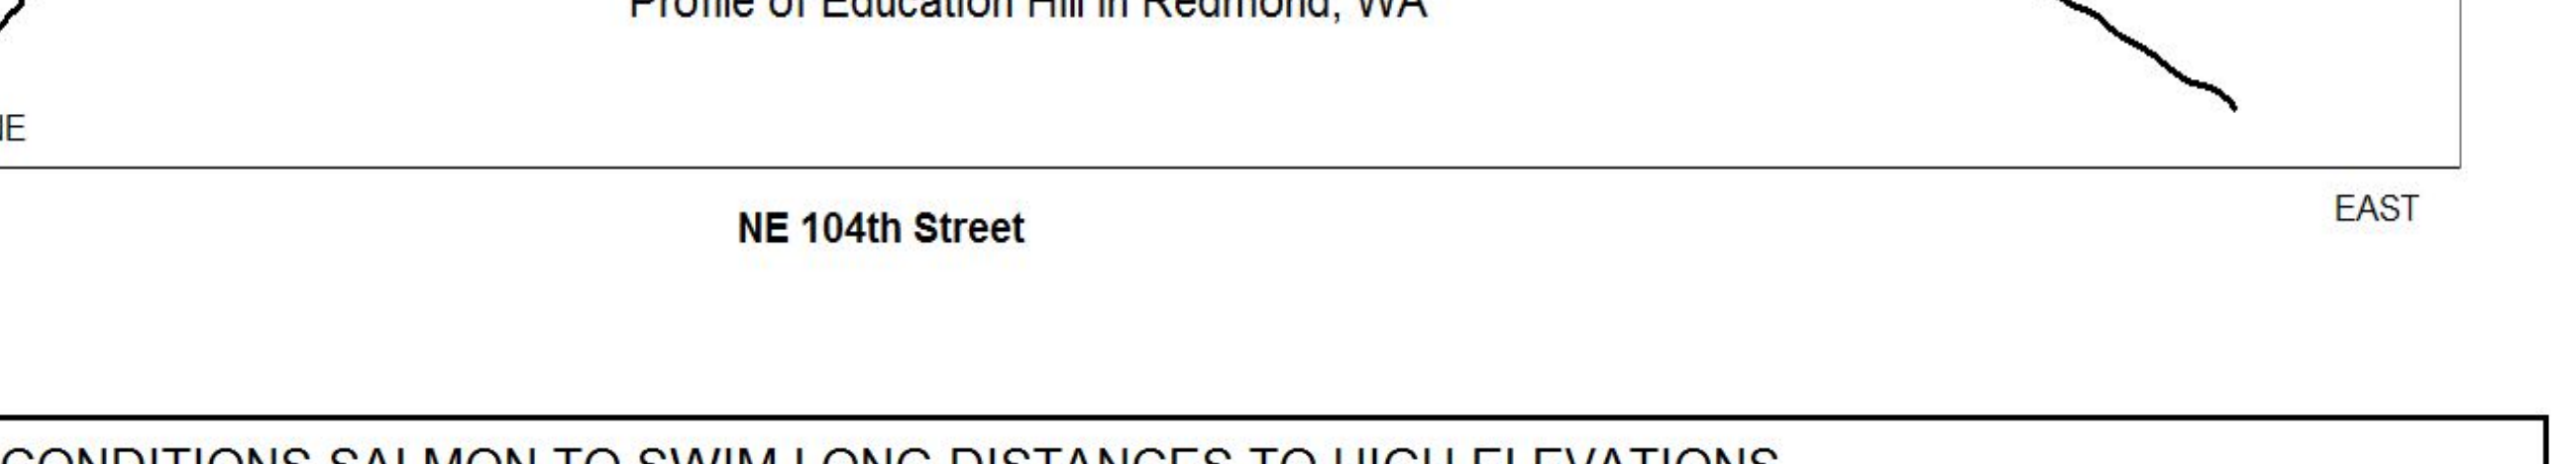 Profile of Education Hill in Redmond, WA
NE
EAST
NE 104th Street
CONDITIONS SALMON TO SWIM LONG DISTANCES TO HIGH ELEVATIONS